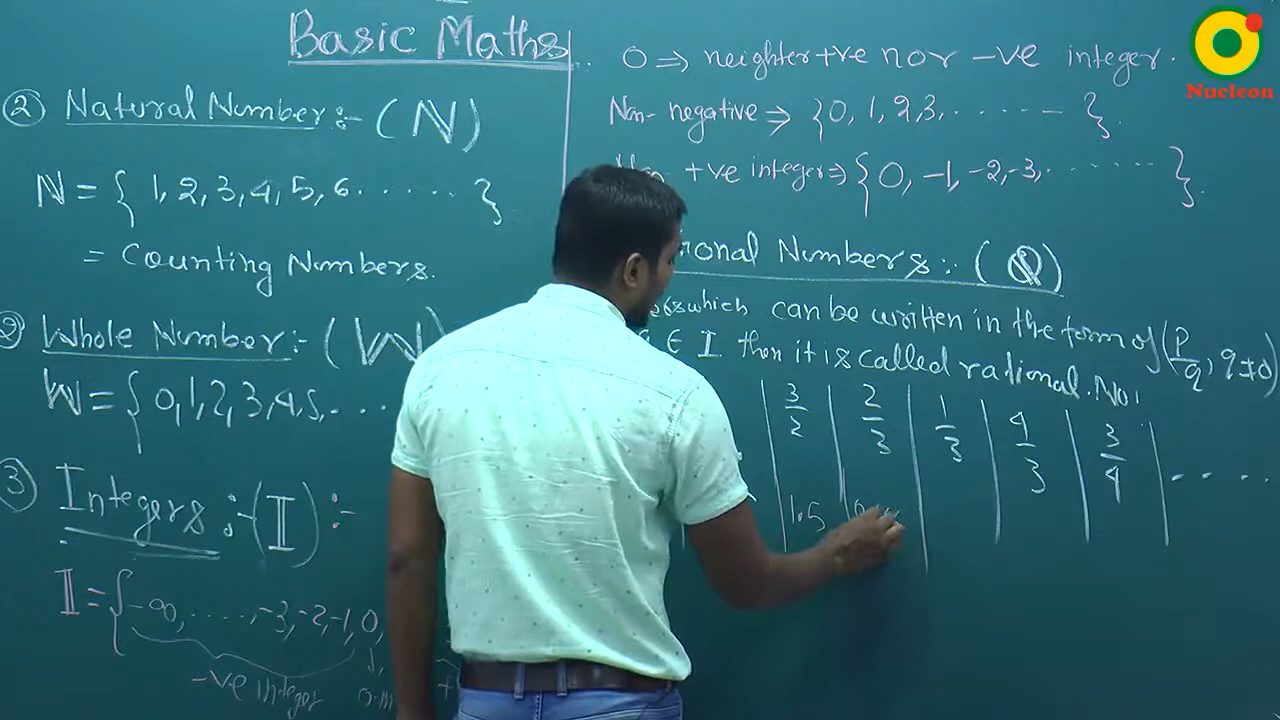 Basic Maths
② Natural Number :- (N)
N = { 1, 2, 3, 4, 5, 6 ...... }
= Counting Numbers.
② Whole Number :- (W)
W = { 0, 1, 2, 3, 4, 5, ....
③ Integers :- (I) :-
I = { -∞, ......, -3, -2, -1, 0,
-ve integer
0 ⇒ neighter +ve nor -ve integer.
Non-negative ⇒ {0, 1, 2, 3, ...... }.
+ve integer ⇒ { 0, -1, -2, -3, ...... }.
ional Numbers :- (Q)
which can be written in the form of (P/q, q ≠ 0)
∈ I then it is called rational. No.
3/2 | 2/3 | 1/3 | 4/3 | 3/4 | ....
1.5
Nucleon